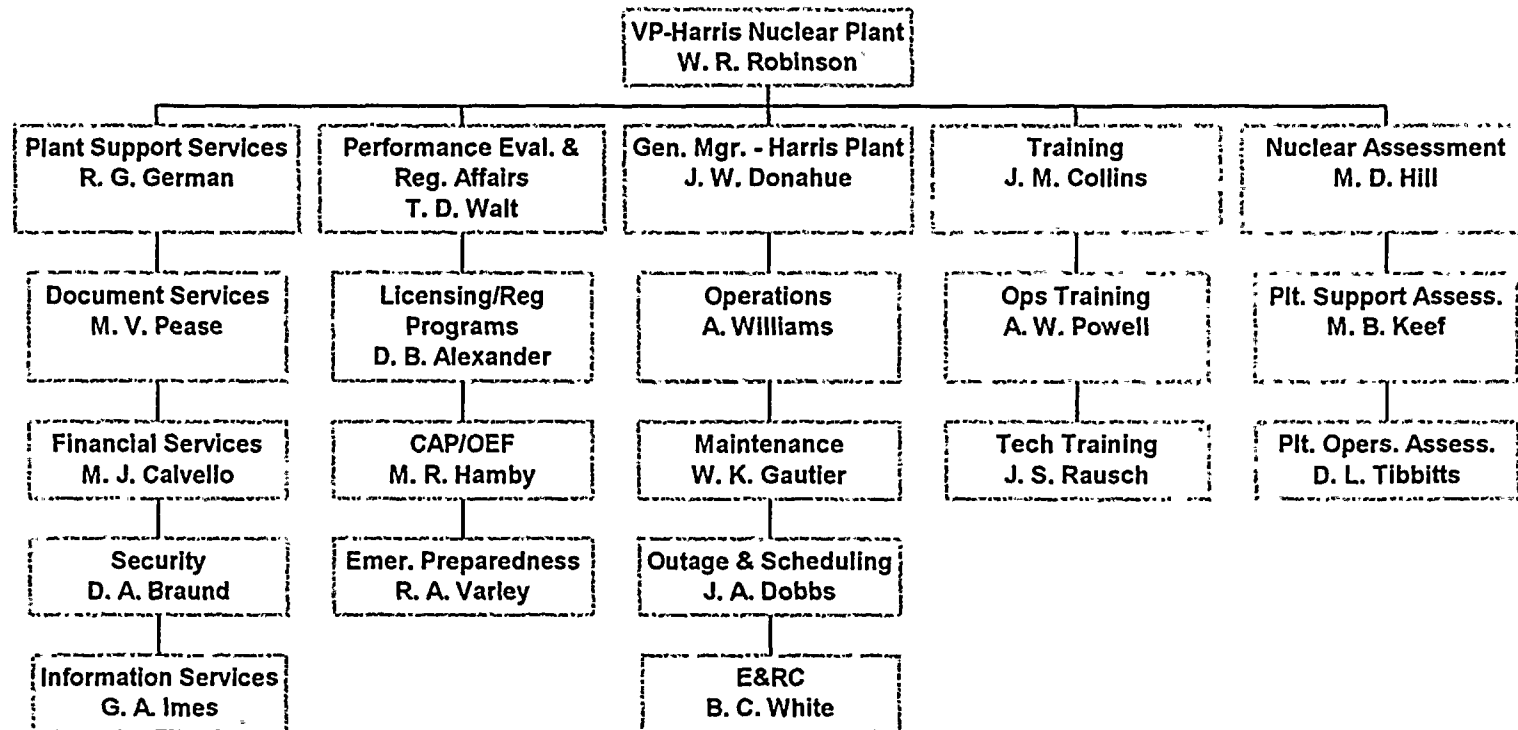 VP-Harris Nuclear Plant
W. R. Robinson
Plant Support Services
R. G. German
Performance Eval. &
Reg. Affairs
T. D. Walt
Gen. Mgr. - Harris Plant
J. W. Donahue
Training
J. M. Collins
Nuclear Assessment
M. D. Hill
Document Services
M. V. Pease
Licensing/Reg
Programs
D. B. Alexander
Operations
A. Williams
Ops Training
A. W. Powell
Plt. Support Assess.
M. B. Keef
Financial Services
M. J. Calvello
CAP/OEF
M. R. Hamby
Maintenance
W. K. Gautier
Tech Training
J. S. Rausch
Plt. Opers. Assess.
D. L. Tibbitts
Security
D. A. Braund
Emer. Preparedness
R. A. Varley
Outage & Scheduling
J. A. Dobbs
Information Services
G. A. Imes
E&RC
B. C. White